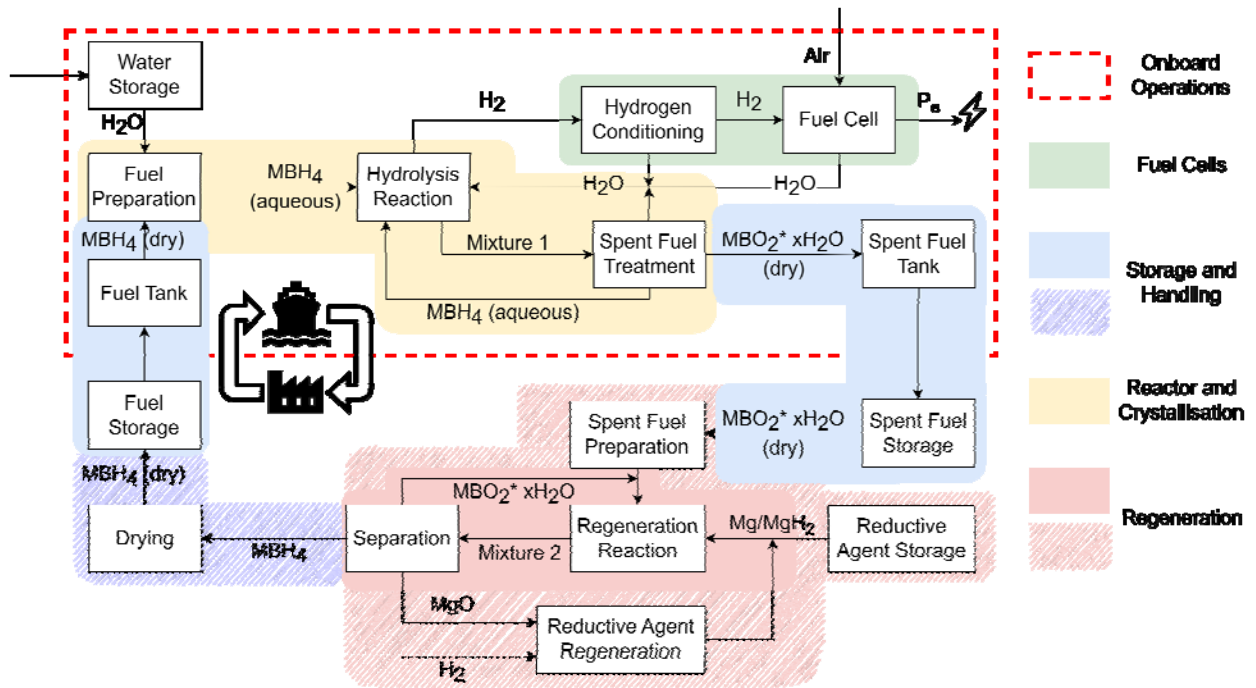 Water
Storage
H2O
Fuel
Preparation
MBH4 (dry)
Fuel Tank
Fuel
Storage
MBH4 (dry)
Drying
MBH4
(aqueous)
Hydrolysis
Reaction
H2
Hydrogen
Conditioning
H2
Air
Fuel Cell
Pe
H2O
H2O
Mixture 1
Spent Fuel
Treatment
MBH4 (aqueous)
MBO2* xH2O
(dry)
Spent Fuel
Tank
Spent Fuel
Storage
MBO2* xH2O
(dry)
Spent Fuel
Preparation
MBO2* xH2O
Separation
Mixture 2
Regeneration
Reaction
Mg/MgH2
Reductive
Agent Storage
MBH4
MgO
H2
Reductive Agent
Regeneration
Onboard
Operations
Fuel Cells
Storage and
Handling
Reactor and
Crystallisation
Regeneration